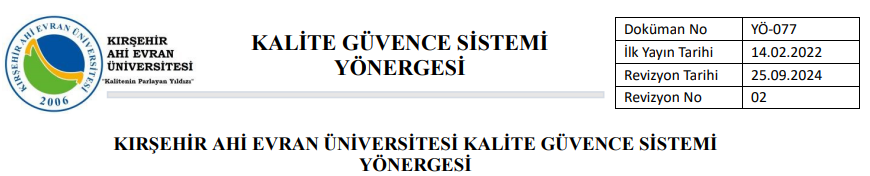 KIRŞEHİR AHİ EVRAN ÜNİVERSİTESİ
2006
KIRŞEHİR
AHİ EVRAN
ÜNİVERSİTESİ
"Kalitenin Parlayan Yıldızı"
KALİTE GÜVENCE SİSTEMİ
YÖNERGESİ
Doküman No YÖ-077
İlk Yayın Tarihi 14.02.2022
Revizyon Tarihi 25.09.2024
Revizyon No 02
KIRŞEHİR AHİ EVRAN ÜNİVERSİTESİ KALİTE GÜVENCE SİSTEMİ
YÖNERGESİ